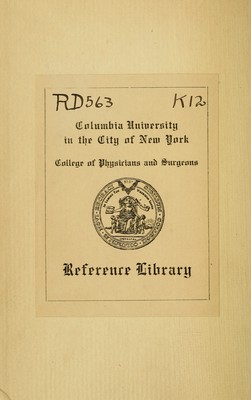 RD563 K12
Columbia University
in the City of New York
College of Physicians and Surgeons
Reference Library